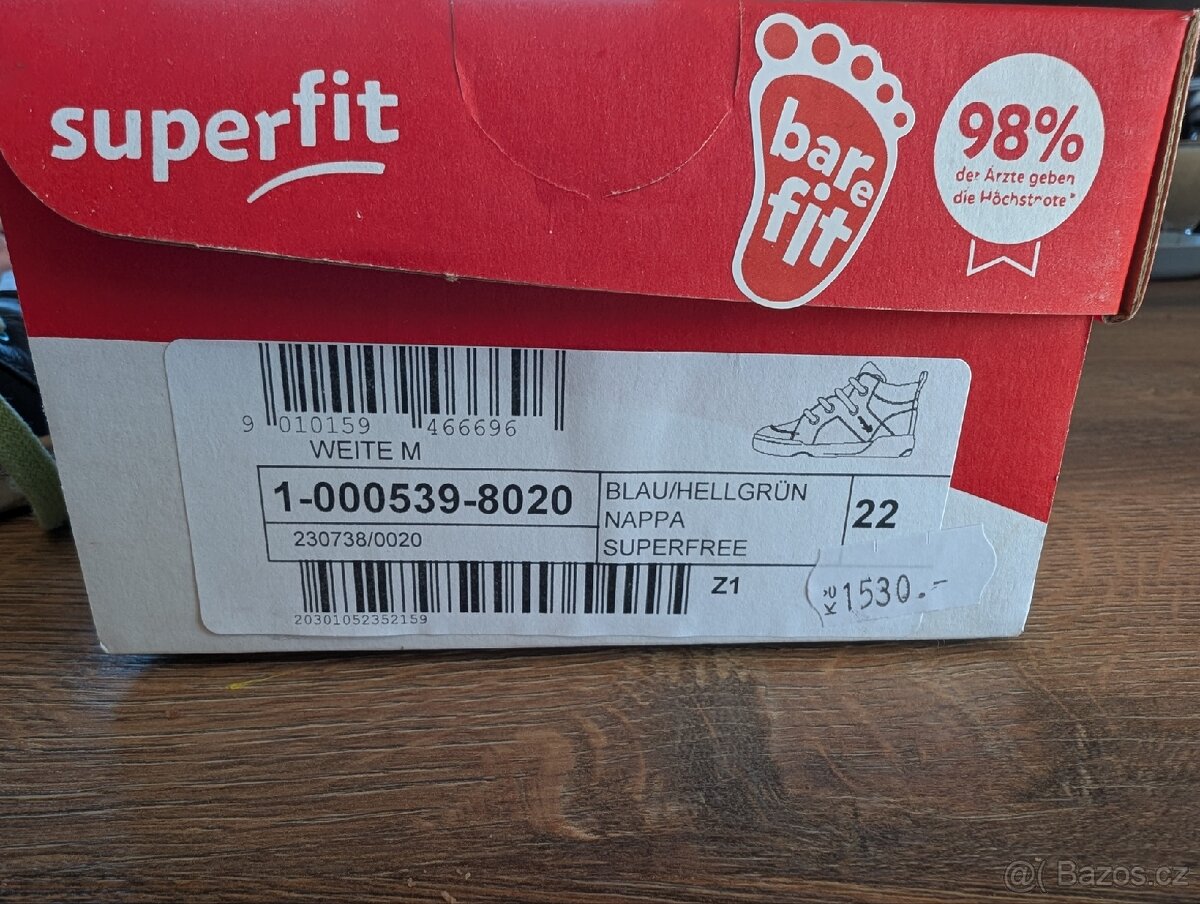 superfit
bare
fit
98%
der Ärzte geben
die Höchstnote*
9 010159 466696
WEITE M
1-000539-8020
BLAU/HELLGRÜN
NAPPA
SUPERFREE
22
230738/0020
Z1
Kč 1530.-
20301052352159
@( Bazos.cz